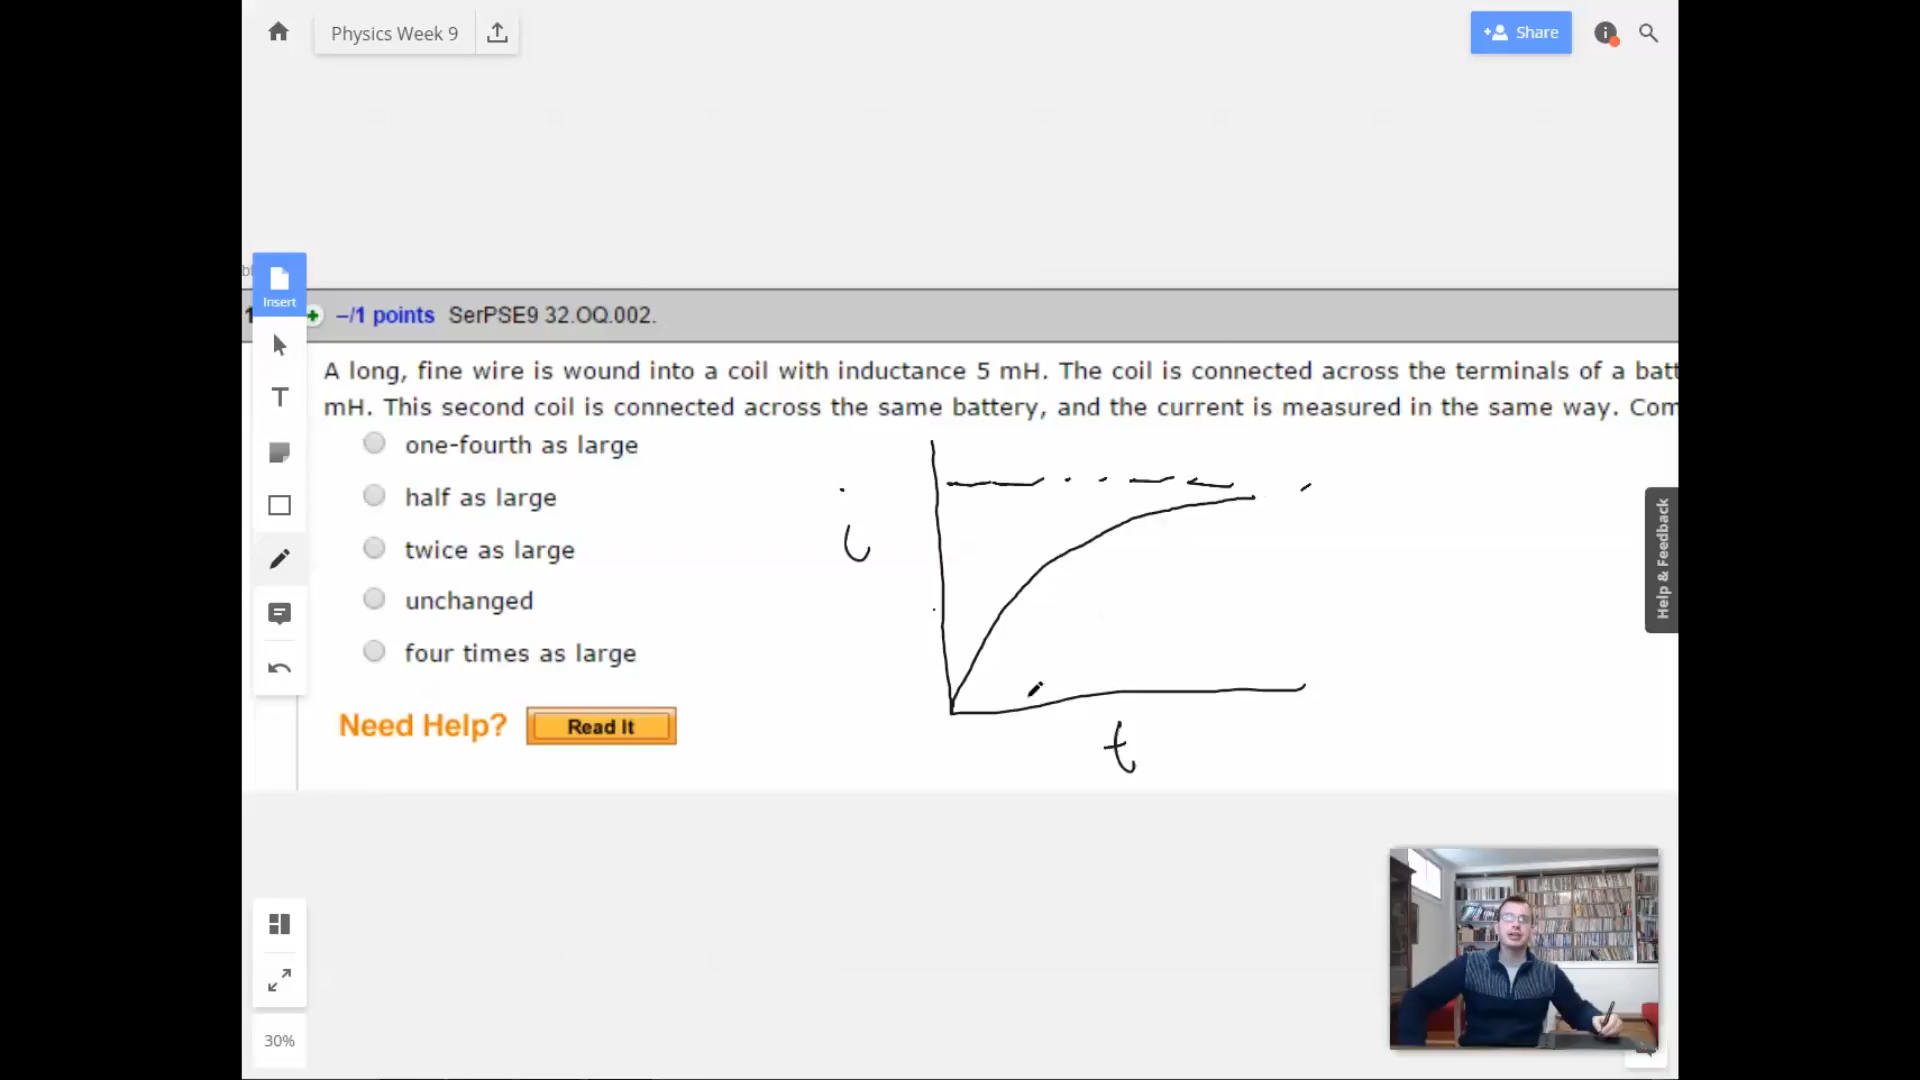 Physics Week 9
Share
Insert
–/1 points SerPSE9 32.OQ.002.
A long, fine wire is wound into a coil with inductance 5 mH. The coil is connected across the terminals of a batt
mH. This second coil is connected across the same battery, and the current is measured in the same way. Com
one-fourth as large
half as large
twice as large
unchanged
four times as large
Need Help? Read It
i
t
T
Help & Feedback
30%